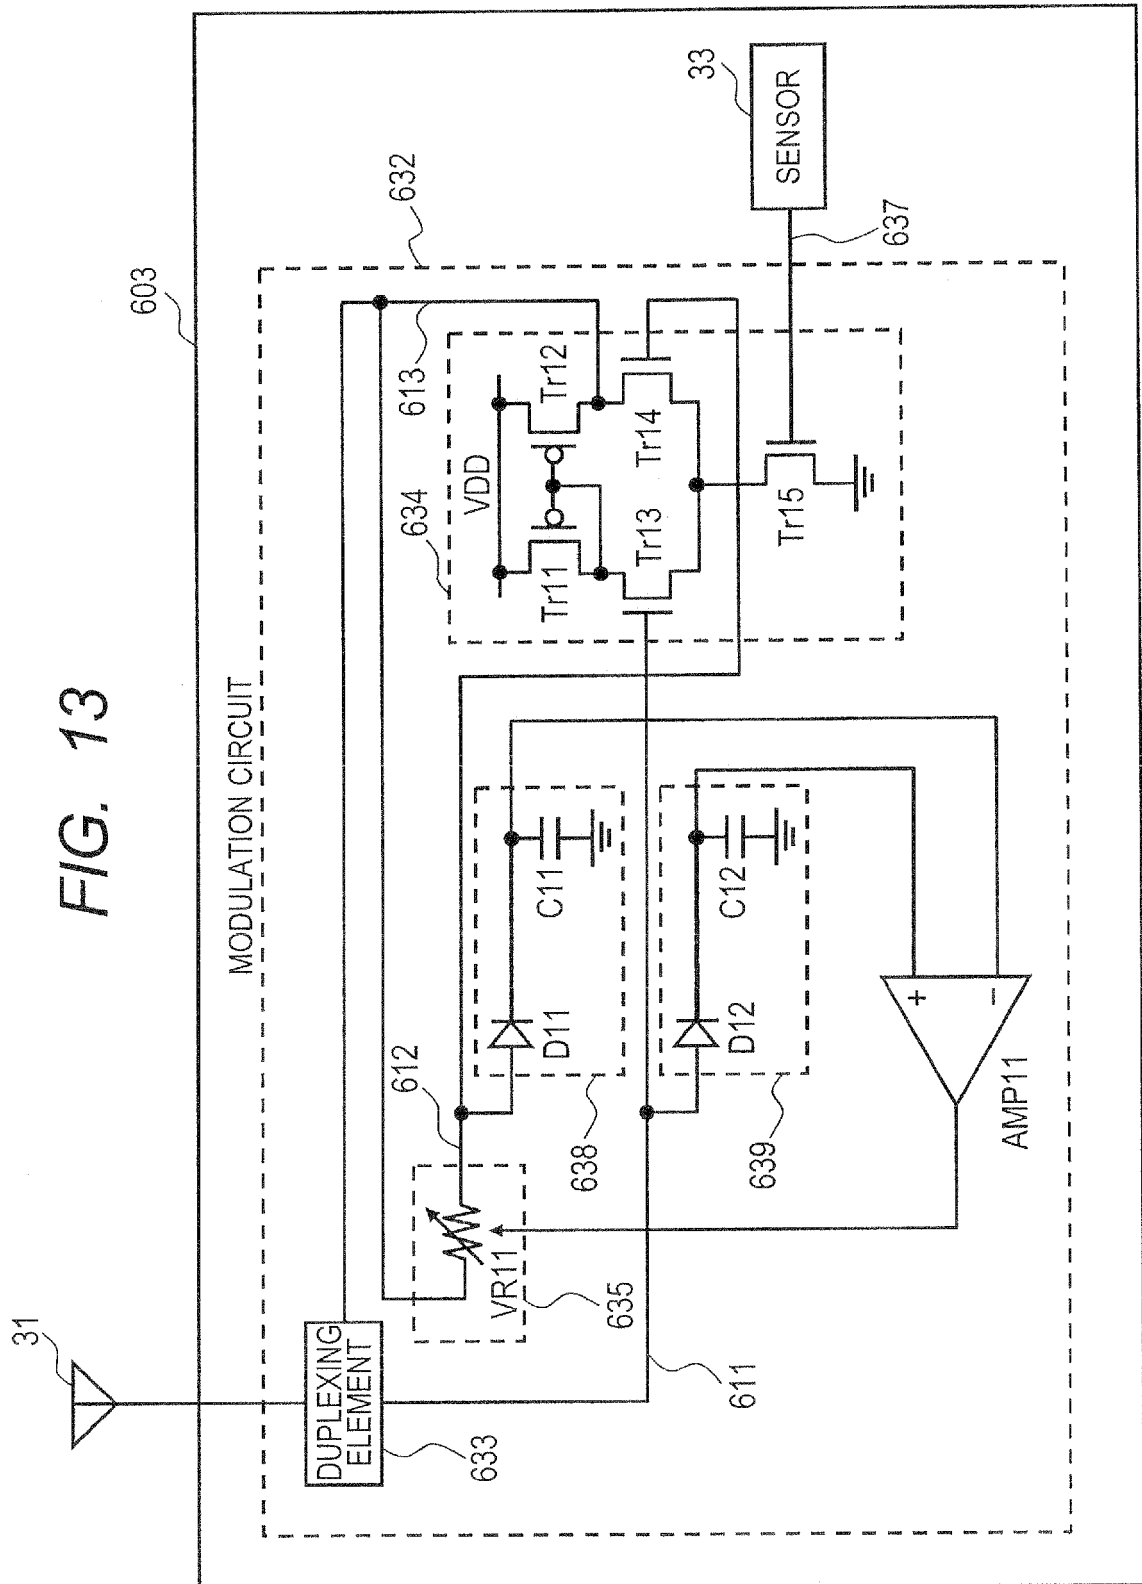 FIG. 13
603
31
MODULATION CIRCUIT
632
33
SENSOR
637
DUPLEXING
ELEMENT
633
613
634
VDD
Tr11
Tr12
Tr13
Tr14
Tr15
612
VR11
635
D11
C11
638
611
D12
C12
639
+
−
AMP11